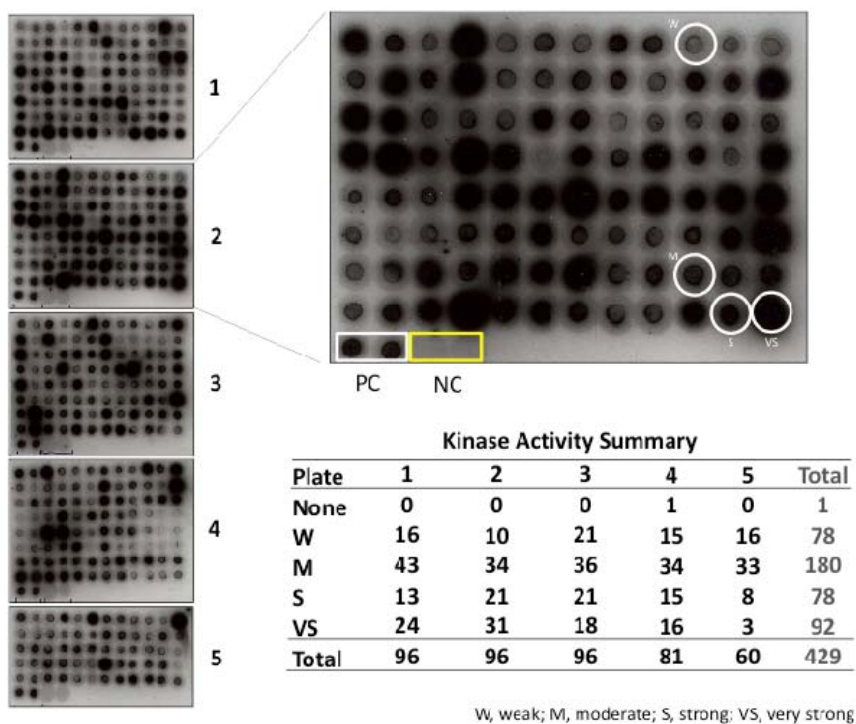 W
1
2
M
3
S VS
PC NC
Kinase Activity Summary
Plate 1 2 3 4 5 Total
None 0 0 0 1 0 1
4
W 16 10 21 15 16 78
M 43 34 36 34 33 180
S 13 21 21 15 8 78
VS 24 31 18 16 3 92
5
Total 96 96 96 81 60 429
W, weak; M, moderate; S, strong; VS, very strong